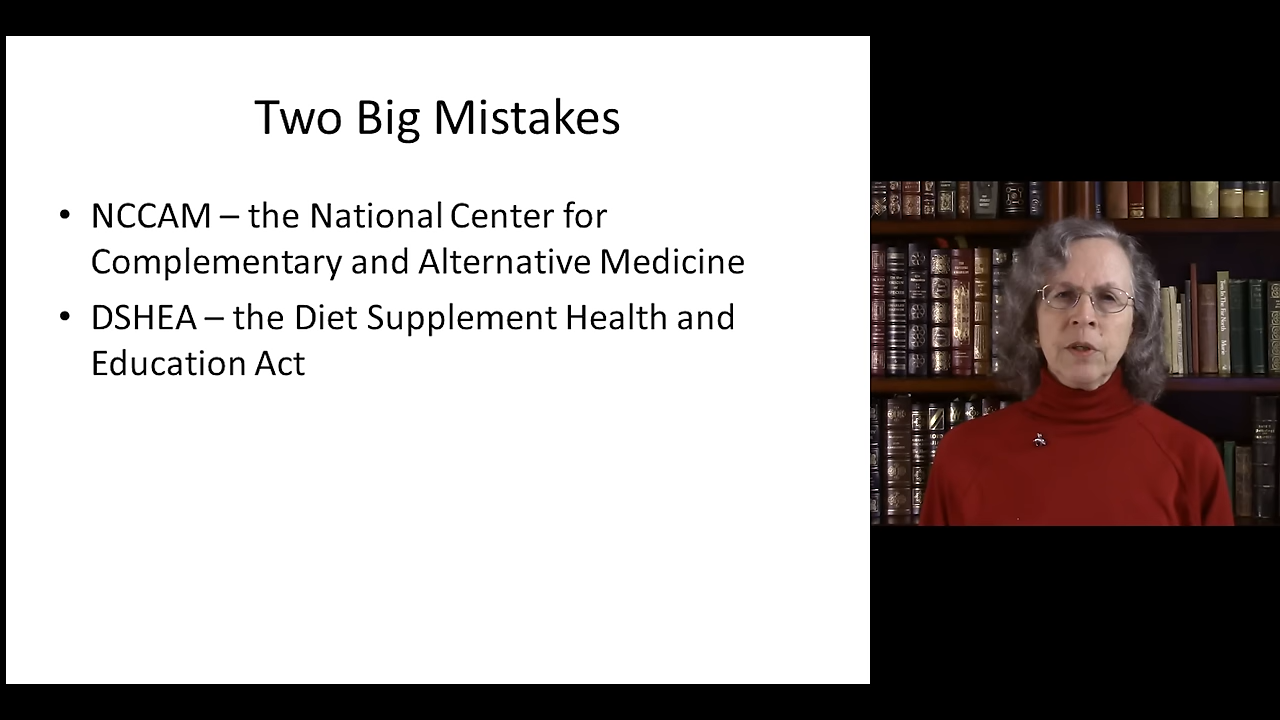 Two Big Mistakes
• NCCAM – the National Center for
Complementary and Alternative Medicine
• DSHEA – the Diet Supplement Health and
Education Act